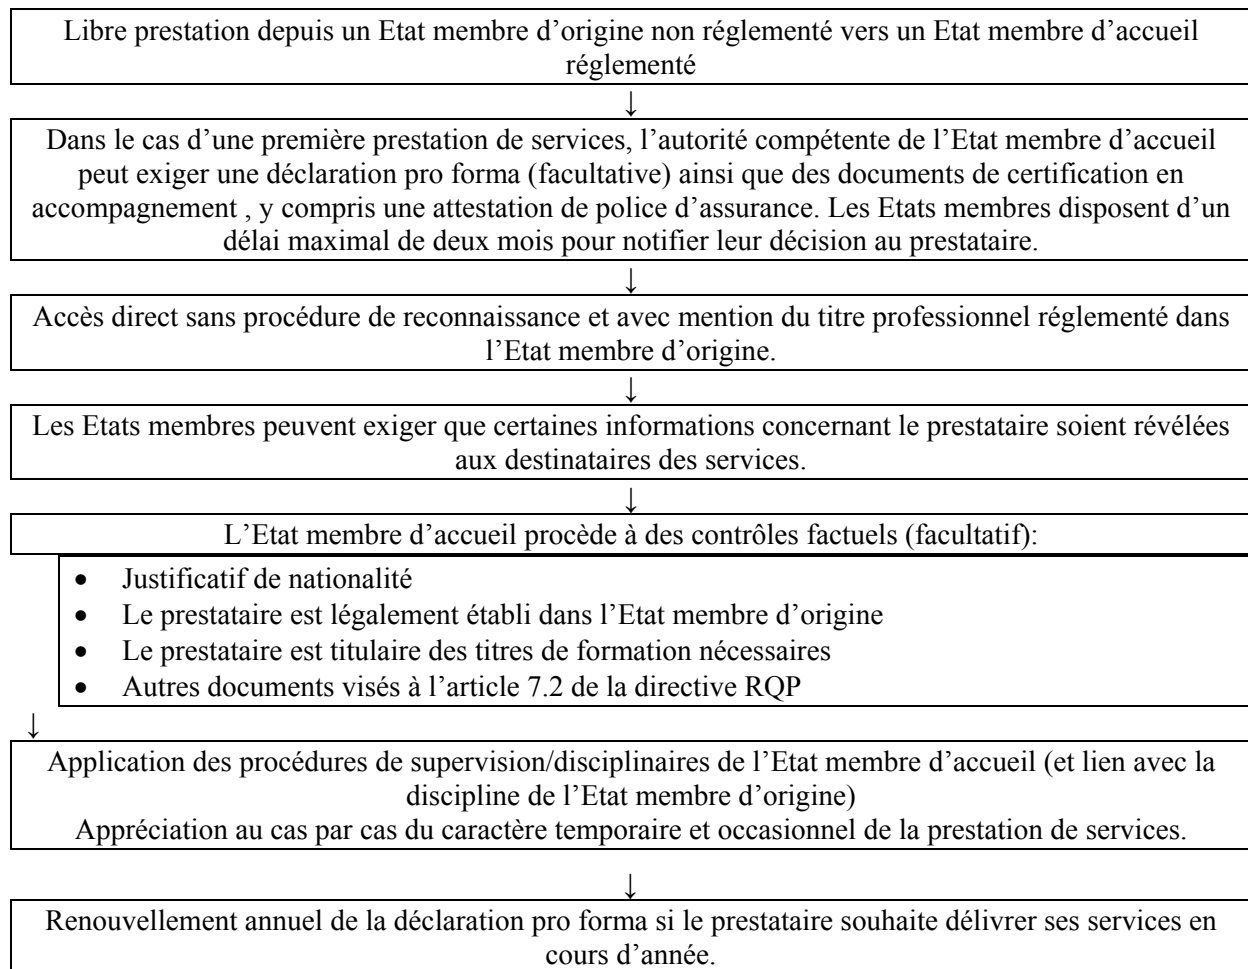 Libre prestation depuis un Etat membre d’origine non réglementé vers un Etat membre d’accueil
réglementé
↓
Dans le cas d’une première prestation de services, l’autorité compétente de l’Etat membre d’accueil
peut exiger une déclaration pro forma (facultative) ainsi que des documents de certification en
accompagnement , y compris une attestation de police d’assurance. Les Etats membres disposent d’un
délai maximal de deux mois pour notifier leur décision au prestataire.
↓
Accès direct sans procédure de reconnaissance et avec mention du titre professionnel réglementé dans
l’Etat membre d’origine.
↓
Les Etats membres peuvent exiger que certaines informations concernant le prestataire soient révélées
aux destinataires des services.
↓
L’Etat membre d’accueil procède à des contrôles factuels (facultatif):
• Justificatif de nationalité
• Le prestataire est légalement établi dans l’Etat membre d’origine
• Le prestataire est titulaire des titres de formation nécessaires
• Autres documents visés à l’article 7.2 de la directive RQP
↓
Application des procédures de supervision/disciplinaires de l’Etat membre d’accueil (et lien avec la
discipline de l’Etat membre d’origine)
Appréciation au cas par cas du caractère temporaire et occasionnel de la prestation de services.
↓
Renouvellement annuel de la déclaration pro forma si le prestataire souhaite délivrer ses services en
cours d’année.